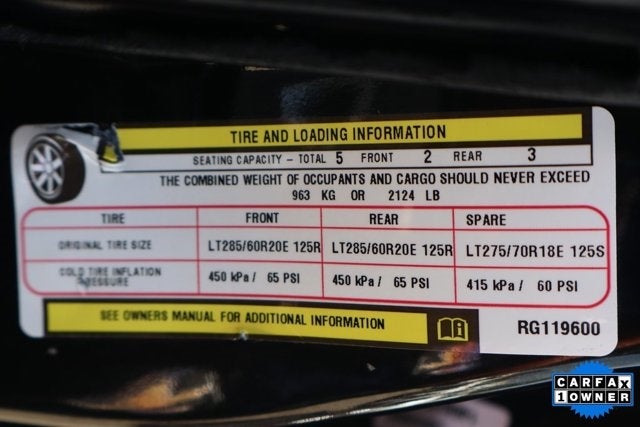 TIRE AND LOADING INFORMATION
SEATING CAPACITY - TOTAL 5 FRONT 2 REAR 3
THE COMBINED WEIGHT OF OCCUPANTS AND CARGO SHOULD NEVER EXCEED
963 KG OR 2124 LB
TIRE FRONT REAR SPARE
ORIGINAL TIRE SIZE LT285/60R20E 125R LT285/60R20E 125R LT275/70R18E 125S
COLD TIRE INFLATION
PRESSURE 450 kPa / 65 PSI 450 kPa / 65 PSI 415 kPa / 60 PSI
SEE OWNERS MANUAL FOR ADDITIONAL INFORMATION
RG119600
CARFAX
1 OWNER